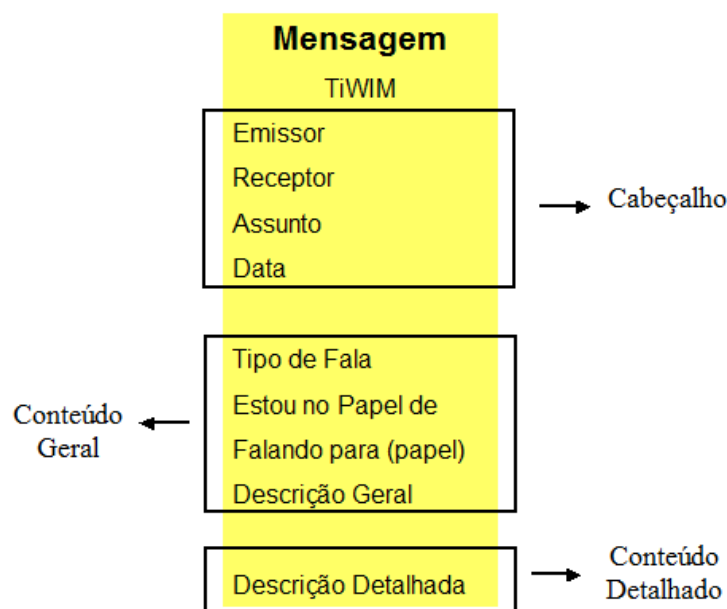 Mensagem
TiWIM
Emissor
Receptor
Assunto
Data
Cabeçalho
Tipo de Fala
Estou no Papel de
Falando para (papel)
Descrição Geral
Conteúdo
Geral
Descrição Detalhada
Conteúdo
Detalhado